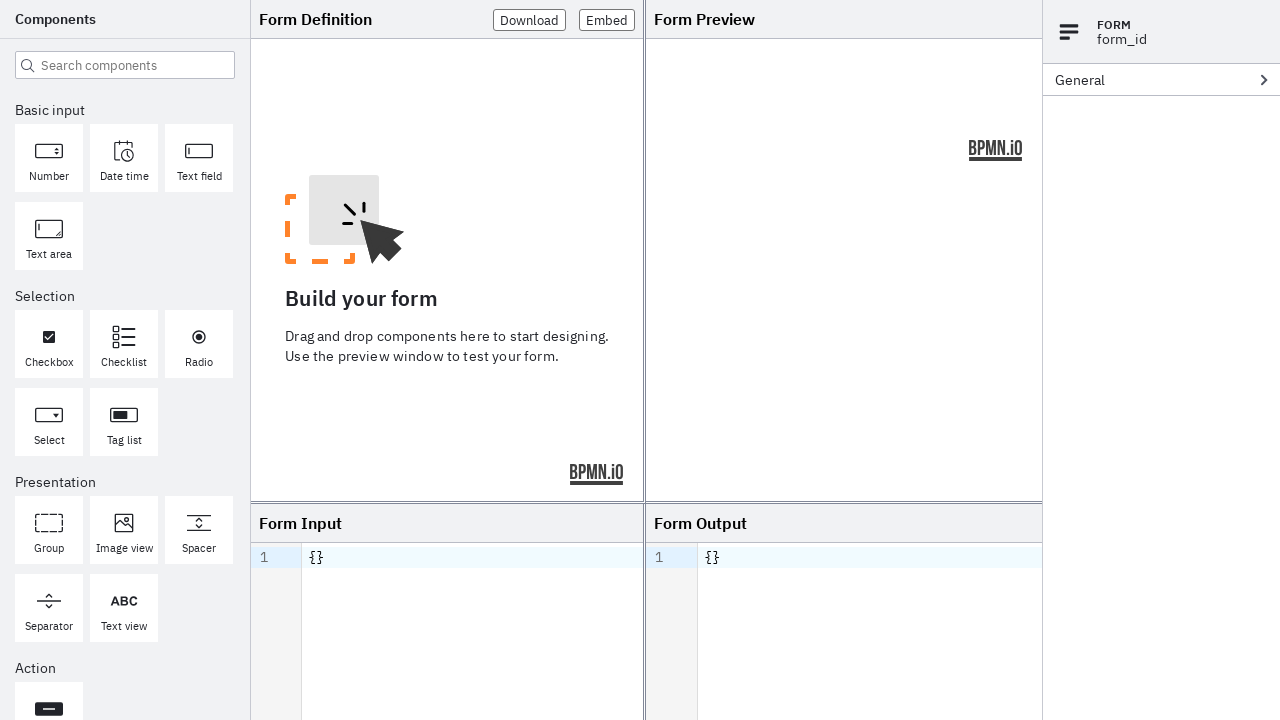 Components
Search components
Basic input
Number
Date time
Text field
Text area
Selection
Checkbox
Checklist
Radio
Select
Tag list
Presentation
Group
Image view
Spacer
Separator
ABC
Text view
Action
Form Definition
Download
Embed
Build your form
Drag and drop components here to start designing.
Use the preview window to test your form.
BPMN.iO
Form Preview
BPMN.iO
Form Input
1
{}
Form Output
1
{}
FORM
form_id
General